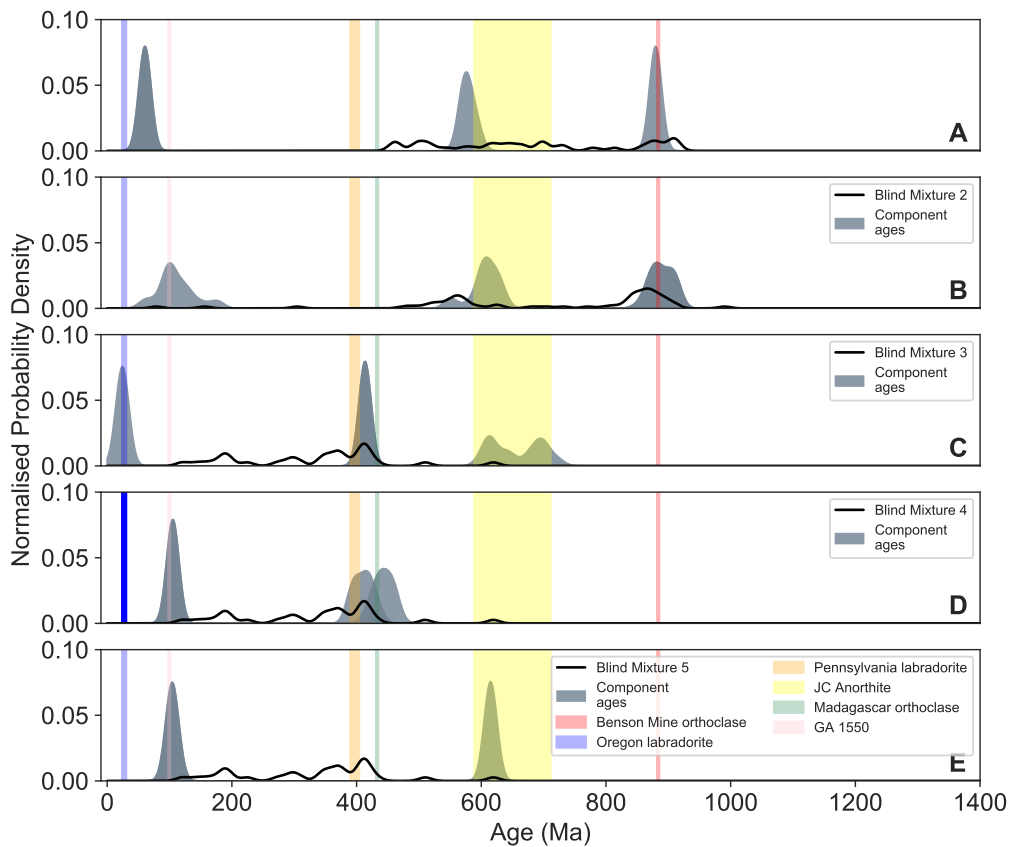 0.10
0.05
0.00
A
0.10
0.05
0.00
Blind Mixture 2
Component
ages
B
0.10
0.05
0.00
Blind Mixture 3
Component
ages
C
0.10
0.05
0.00
Blind Mixture 4
Component
ages
D
0.10
0.05
0.00
Blind Mixture 5
Component
ages
Benson Mine orthoclase
Oregon labradorite
Pennsylvania labradorite
JC Anorthite
Madagascar orthoclase
GA 1550
E
0 200 400 600 800 1000 1200 1400
Age (Ma)
Normalised Probability Density